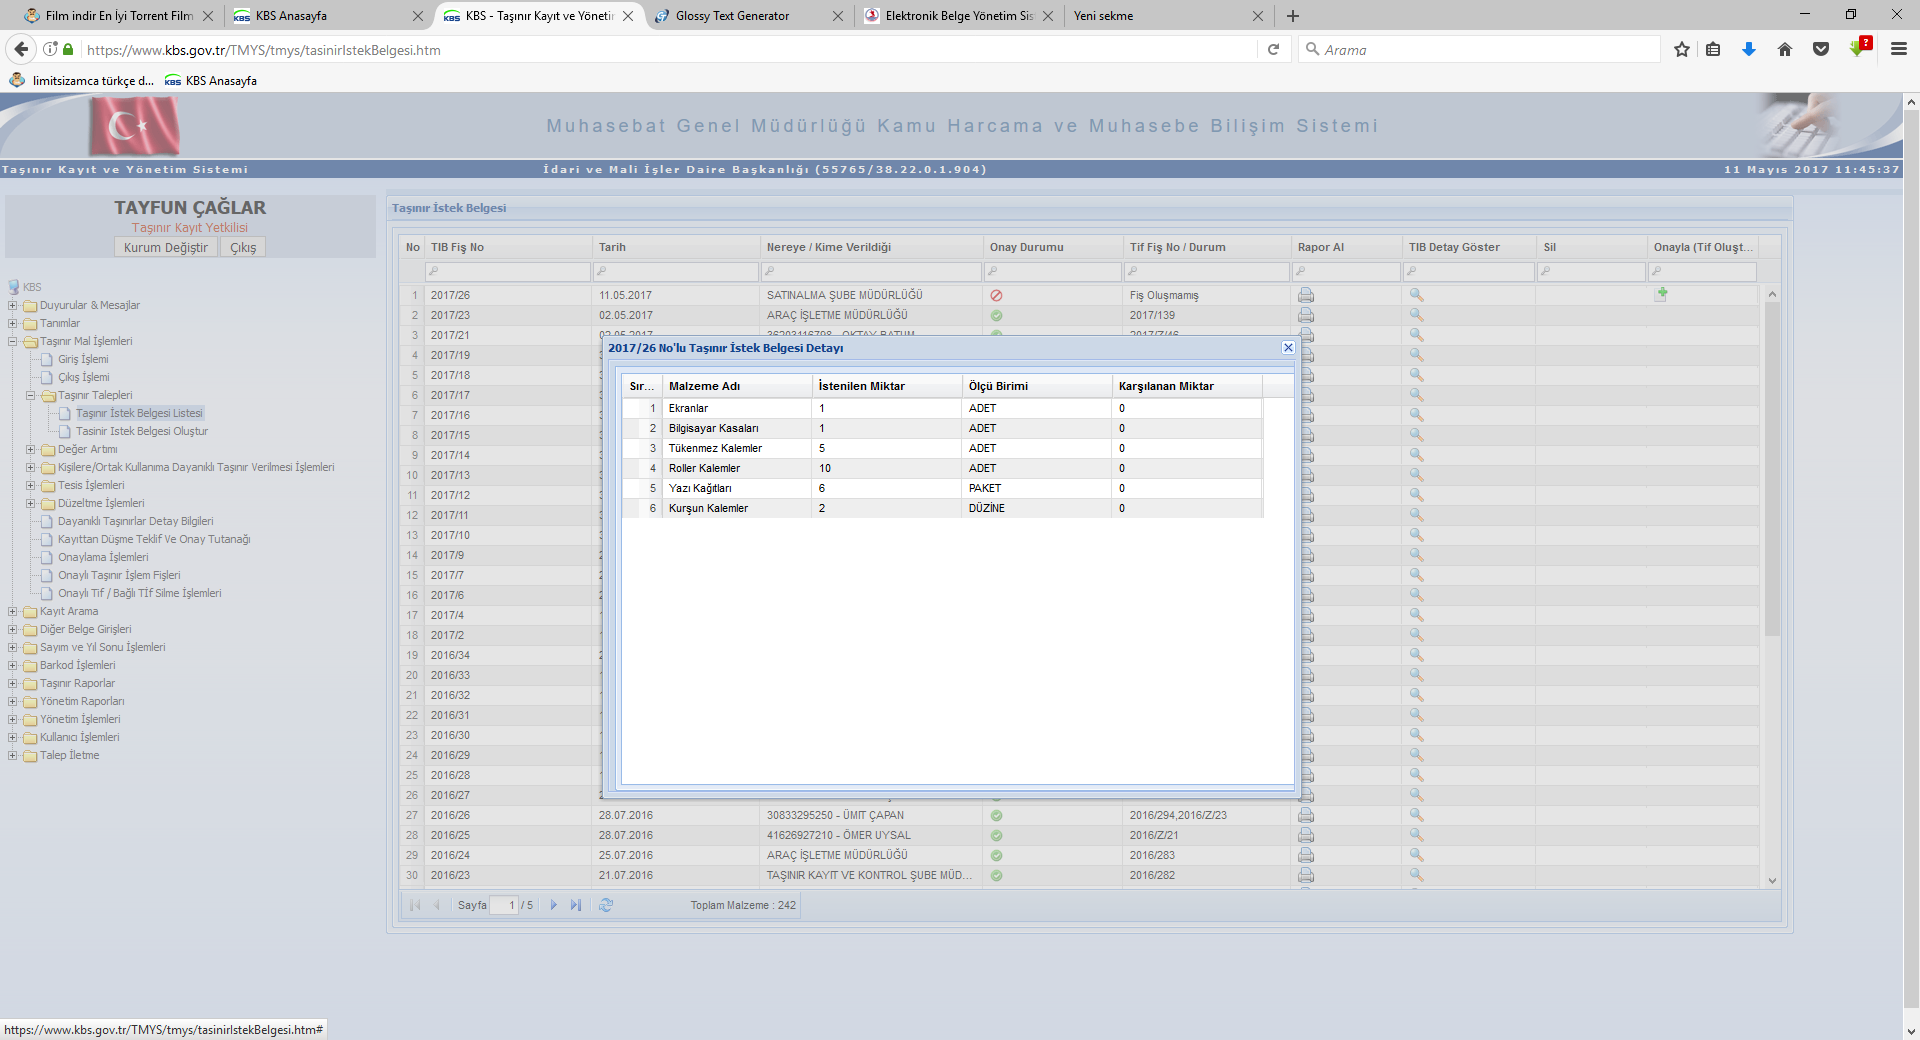 Film indir En İyi Torrent Film
KBS Anasayfa
KBS - Taşınır Kayıt ve Yönetir
Glossy Text Generator
Elektronik Belge Yönetim Sis
Yeni sekme
https://www.kbs.gov.tr/TMYS/tmys/tasinirIstekBelgesi.htm
Arama
limitsizamca türkçe d...
KBS Anasayfa
Muhasebat Genel Müdürlüğü Kamu Harcama ve Muhasebe Bilişim Sistemi
Taşınır Kayıt ve Yönetim Sistemi
İdari ve Mali İşler Daire Başkanlığı (55765/38.22.0.1.904)
11 Mayıs 2017 11:45:37
TAYFUN ÇAĞLAR
Taşınır Kayıt Yetkilisi
Kurum Değiştir
Çıkış
KBS
Duyurular & Mesajlar
Tanımlar
Taşınır Mal İşlemleri
Giriş İşlemi
Çıkış İşlemi
Taşınır Talepleri
Taşınır İstek Belgesi Listesi
Tasinir Istek Belgesi Oluştur
Değer Artımı
Kişilere/Ortak Kullanıma Dayanıklı Taşınır Verilmesi İşlemleri
Tesis İşlemleri
Düzeltme İşlemleri
Dayanıklı Taşınırlar Detay Bilgileri
Kayıttan Düşme Teklif Ve Onay Tutanağı
Onaylama İşlemleri
Onaylı Taşınır İşlem Fişleri
Onaylı Tif / Bağlı Tİf Silme İşlemleri
Kayıt Arama
Diğer Belge Girişleri
Sayım ve Yıl Sonu İşlemleri
Barkod İşlemleri
Taşınır Raporlar
Yönetim Raporları
Yönetim İşlemleri
Kullanıcı İşlemleri
Talep İletme
Taşınır İstek Belgesi
No TIB Fiş No Tarih Nereye / Kime Verildiği Onay Durumu Tif Fiş No / Durum Rapor Al TIB Detay Göster Sil Onayla (Tif Oluşt...
1 2017/26 11.05.2017 SATINALMA ŞUBE MÜDÜRLÜĞÜ Fiş Oluşmamış
2 2017/23 02.05.2017 ARAÇ İŞLETME MÜDÜRLÜĞÜ 2017/139
3 2017/21 02.05.2017 36203116798 - OKTAY BATUM 2017/Z/46
4 2017/19
5 2017/18
6 2017/17
7 2017/16
8 2017/15
9 2017/14
10 2017/13
11 2017/12
12 2017/11
13 2017/10
14 2017/9
15 2017/7
16 2017/6
17 2017/4
18 2017/2
19 2016/34
20 2016/33
21 2016/32
22 2016/31
23 2016/30
24 2016/29
25 2016/28
26 2016/27
27 2016/26 28.07.2016 30833295250 - ÜMİT ÇAPAN 2016/294,2016/Z/23
28 2016/25 28.07.2016 41626927210 - ÖMER UYSAL 2016/Z/21
29 2016/24 25.07.2016 ARAÇ İŞLETME MÜDÜRLÜĞÜ 2016/283
30 2016/23 21.07.2016 TAŞINIR KAYIT VE KONTROL ŞUBE MÜD... 2016/282
Sayfa 1 / 5 Toplam Malzeme : 242
2017/26 No'lu Taşınır İstek Belgesi Detayı
Sır... Malzeme Adı İstenilen Miktar Ölçü Birimi Karşılanan Miktar
1 Ekranlar 1 ADET 0
2 Bilgisayar Kasaları 1 ADET 0
3 Tükenmez Kalemler 5 ADET 0
4 Roller Kalemler 10 ADET 0
5 Yazı Kağıtları 6 PAKET 0
6 Kurşun Kalemler 2 DÜZİNE 0
https://www.kbs.gov.tr/TMYS/tmys/tasinirIstekBelgesi.htm#